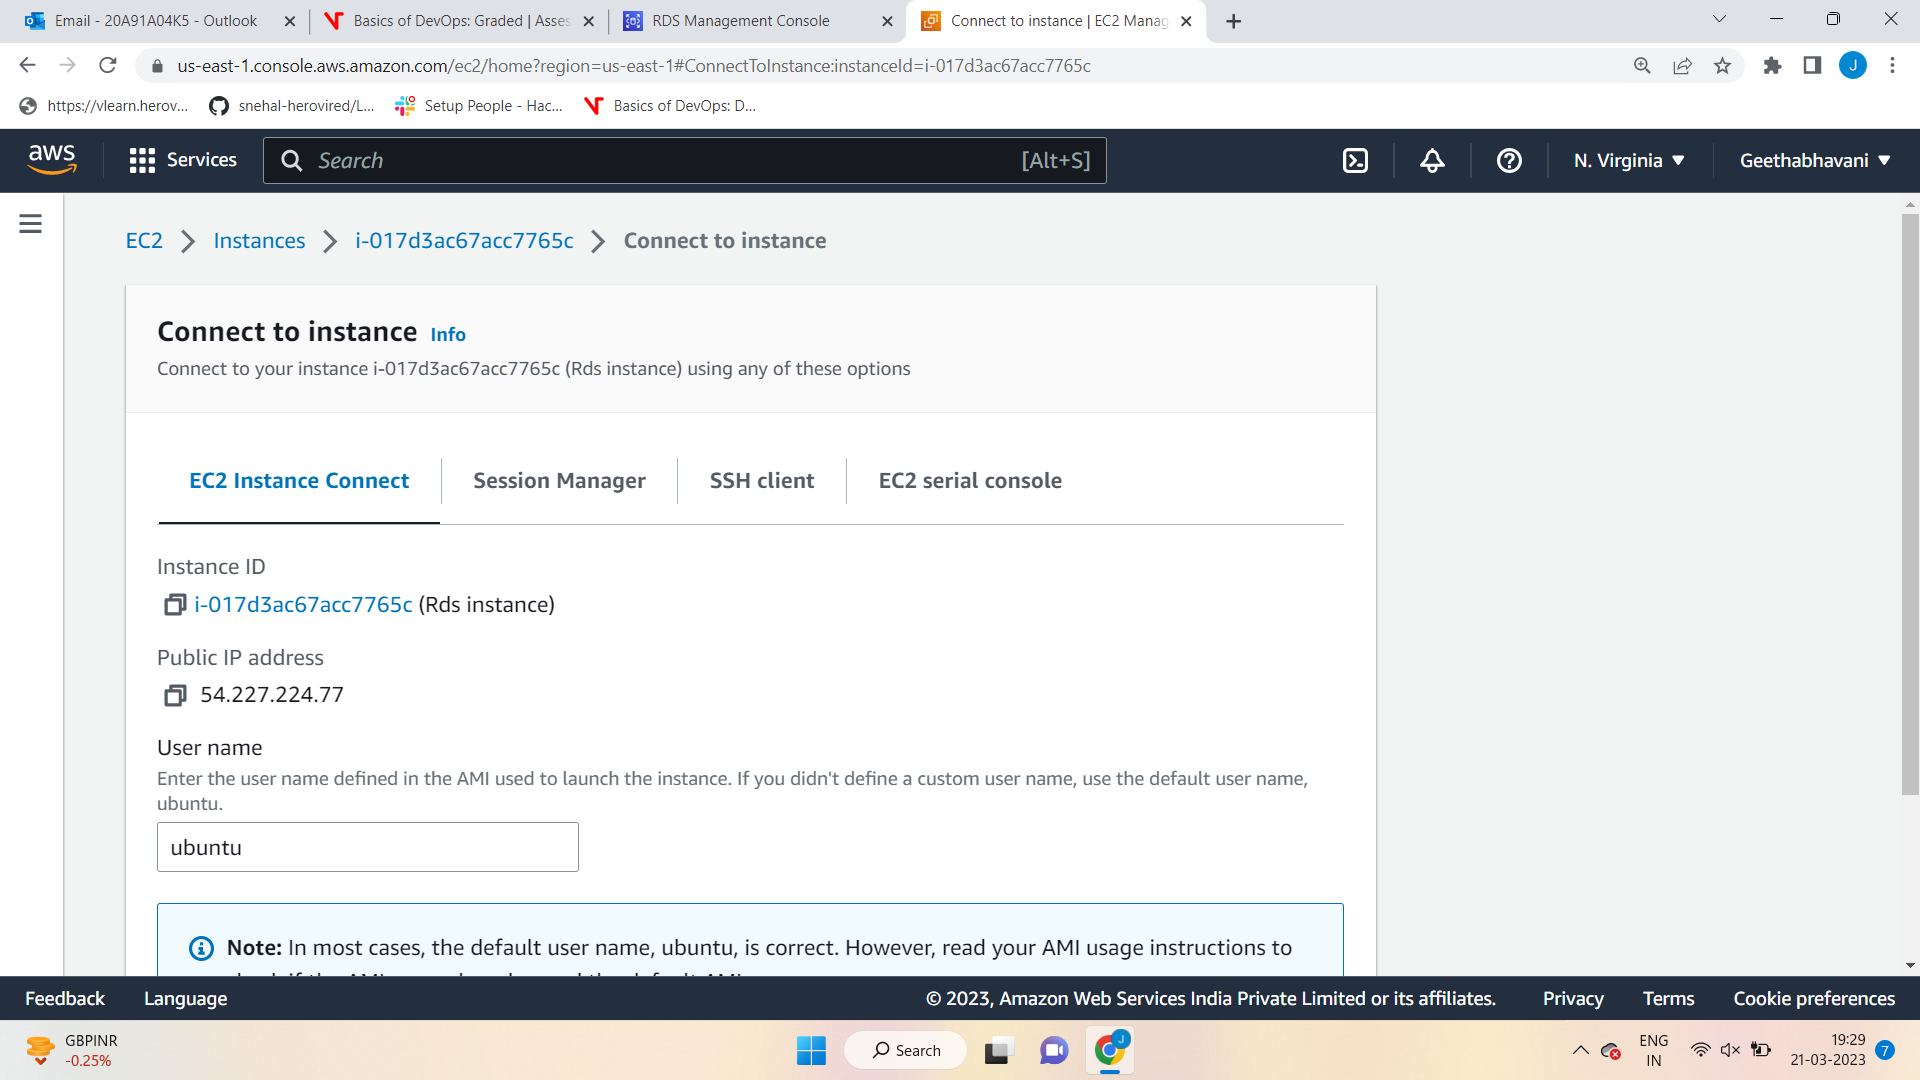 Email - 20A91A04K5 - Outlook
Basics of DevOps: Graded | Asses
RDS Management Console
Connect to instance | EC2 Manag
us-east-1.console.aws.amazon.com/ec2/home?region=us-east-1#ConnectToInstance:instanceId=i-017d3ac67acc7765c
J
https://vlearn.herov...
snehal-herovired/L...
Setup People - Hac...
Basics of DevOps: D...
aws
Services
Search
[Alt+S]
N. Virginia
Geethabhavani
EC2
Instances
i-017d3ac67acc7765c
Connect to instance
Connect to instance Info
Connect to your instance i-017d3ac67acc7765c (Rds instance) using any of these options
EC2 Instance Connect
Session Manager
SSH client
EC2 serial console
Instance ID
i-017d3ac67acc7765c (Rds instance)
Public IP address
54.227.224.77
User name
Enter the user name defined in the AMI used to launch the instance. If you didn't define a custom user name, use the default user name,
ubuntu.
ubuntu
Note: In most cases, the default user name, ubuntu, is correct. However, read your AMI usage instructions to
Feedback
Language
© 2023, Amazon Web Services India Private Limited or its affiliates.
Privacy
Terms
Cookie preferences
GBPINR
-0.25%
Search
J
ENG
IN
19:29
21-03-2023
7